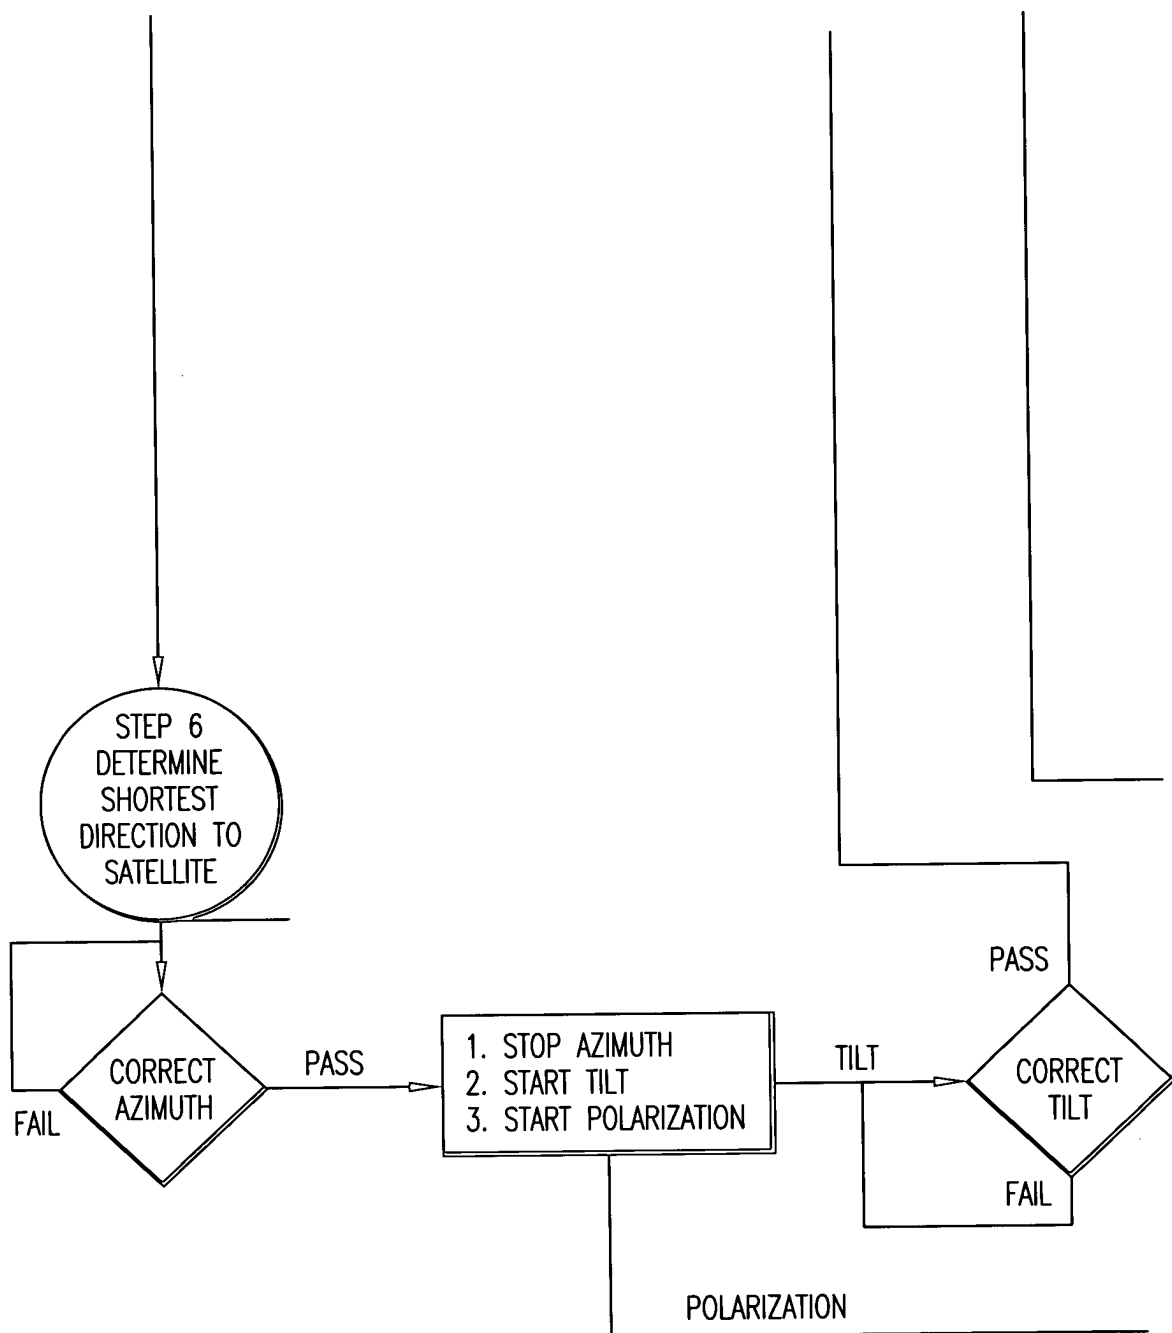 STEP 6
DETERMINE
SHORTEST
DIRECTION TO
SATELLITE
CORRECT
AZIMUTH
FAIL
PASS
1. STOP AZIMUTH
2. START TILT
3. START POLARIZATION
TILT
PASS
CORRECT
TILT
FAIL
POLARIZATION